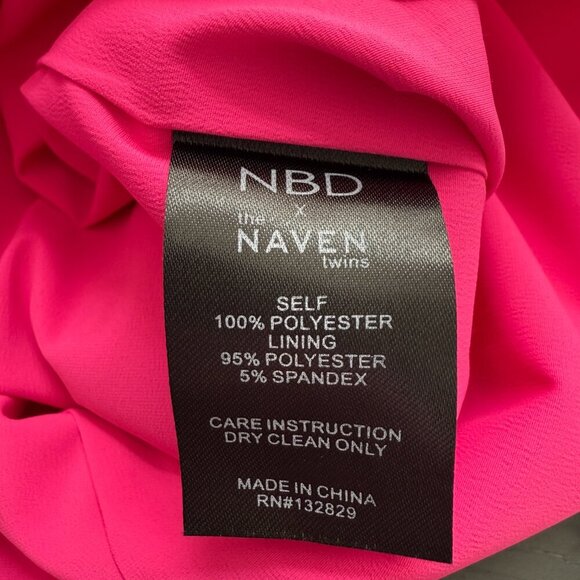 NBD
x
the
NAVEN
twins
SELF
100% POLYESTER
LINING
95% POLYESTER
5% SPANDEX
CARE INSTRUCTION
DRY CLEAN ONLY
MADE IN CHINA
RN#132829